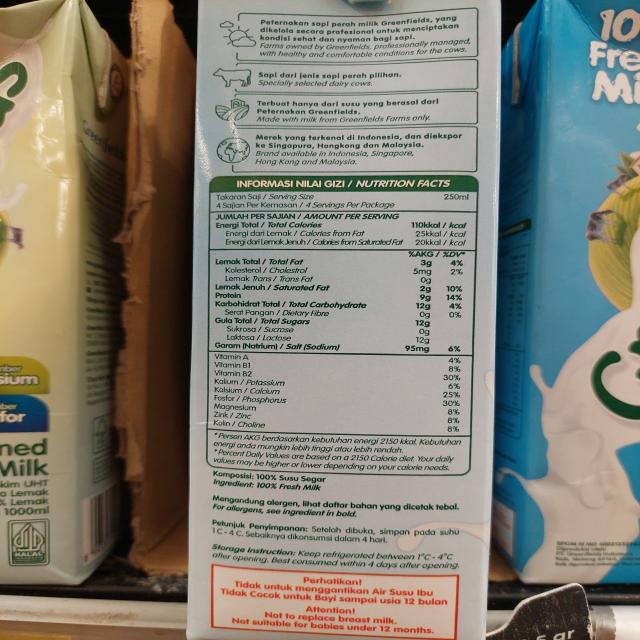 Peternakan sapi perah milik Greenfields, yang
dikelola secara profesional untuk menciptakan
kondisi sehat dan nyaman bagi sapi.
Farms owned by Greenfields, professionally managed,
with healthy and comfortable conditions for the cows.
Sapi dari jenis sapi perah pilihan.
Specially selected dairy cows.
Terbuat hanya dari susu yang berasal dari
Peternakan Greenfields.
Made with milk from Greenfields Farms only.
Merek yang terkenal di Indonesia, dan diekspor
ke Singapura, Hongkong dan Malaysia.
Brand available in Indonesia, Singapore,
Hong Kong and Malaysia.
INFORMASI NILAI GIZI / NUTRITION FACTS
Takaran Saji / Serving Size 250ml
4 Sajian Per Kemasan / 4 Servings Per Package
JUMLAH PER SAJIAN / AMOUNT PER SERVING
Energi Total / Total Calories 110kkal / kcal
Energi dari Lemak / Calories from Fat 25kkal / kcal
Energi dari Lemak Jenuh / Calories from Saturated Fat 20kkal / kcal
%AKG / %DV*
Lemak Total / Total Fat 3g 4%
Kolesterol / Cholestrol 5mg 2%
Lemak Trans / Trans Fat 0g
Lemak Jenuh / Saturated Fat 2g 10%
Protein 9g 14%
Karbohidrat Total / Total Carbohydrate 12g 4%
Serat Pangan / Dietary Fibre 0g 0%
Gula Total / Total Sugars 12g
Sukrosa / Sucrose 0g
Laktosa / Lactose 12g
Garam (Natrium) / Salt (Sodium) 95mg 6%
Vitamin A 4%
Vitamin B1 8%
Vitamin B2 30%
Kalium / Potassium 6%
Kalsium / Calcium 25%
Fosfor / Phosphorus 30%
Magnesium 8%
Zink / Zinc 8%
Kolin / Choline 8%
*Persen AKG berdasarkan kebutuhan energi 2150 kkal. Kebutuhan
energi anda mungkin lebih tinggi atau lebih rendah.
*Percent Daily Values are based on a 2150 Calorie diet. Your daily
values may be higher or lower depending on your calorie needs.
Komposisi: 100% Susu Segar
Ingredient: 100% Fresh Milk
Mengandung alergen, lihat daftar bahan yang dicetak tebal.
For allergens, see ingredient in bold.
Petunjuk Penyimpanan: Setelah dibuka, simpan pada suhu
1C - 4C. Sebaiknya dikonsumsi dalam 4 hari.
Storage Instruction: Keep refrigerated between 1°C - 4°C
after opening. Best consumed within 4 days after opening.
Perhatikan!
Tidak untuk menggantikan Air Susu Ibu
Tidak Cocok untuk Bayi sampai usia 12 bulan
Attention!
Not to replace breast milk.
Not suitable for babies under 12 months.
sium
for
med
Milk
kim UHT
Lemak
% Lemak
1000ml
HALAL
10
Fre
Mi